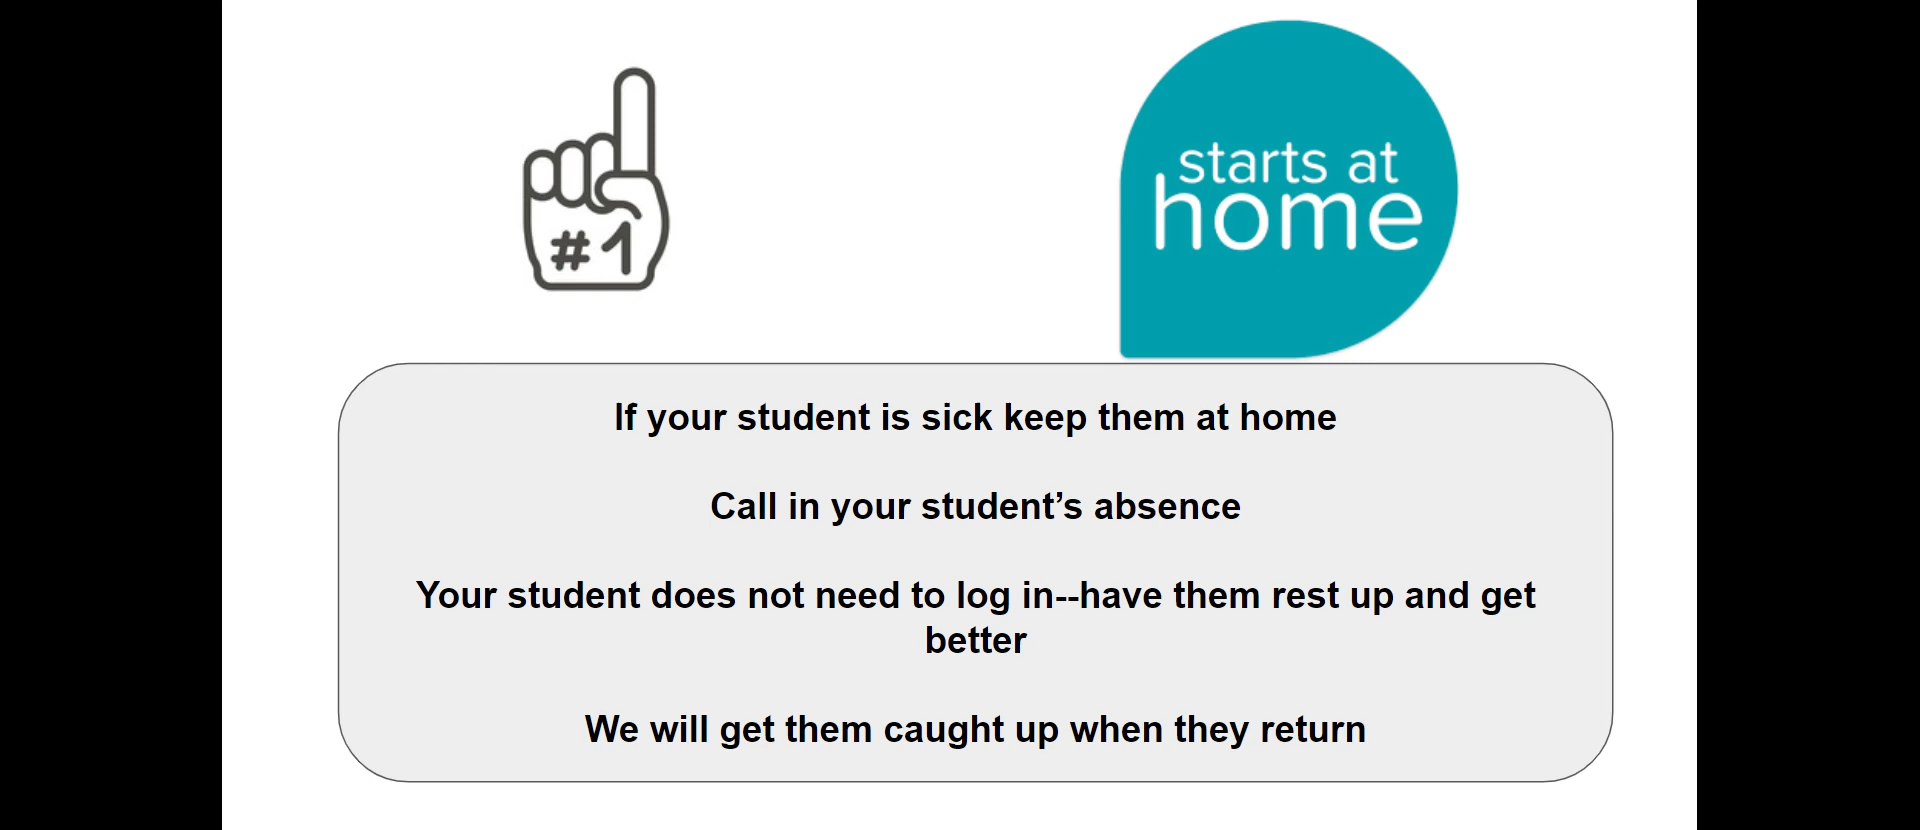 #1
starts at
home
If your student is sick keep them at home
Call in your student’s absence
Your student does not need to log in--have them rest up and get
better
We will get them caught up when they return